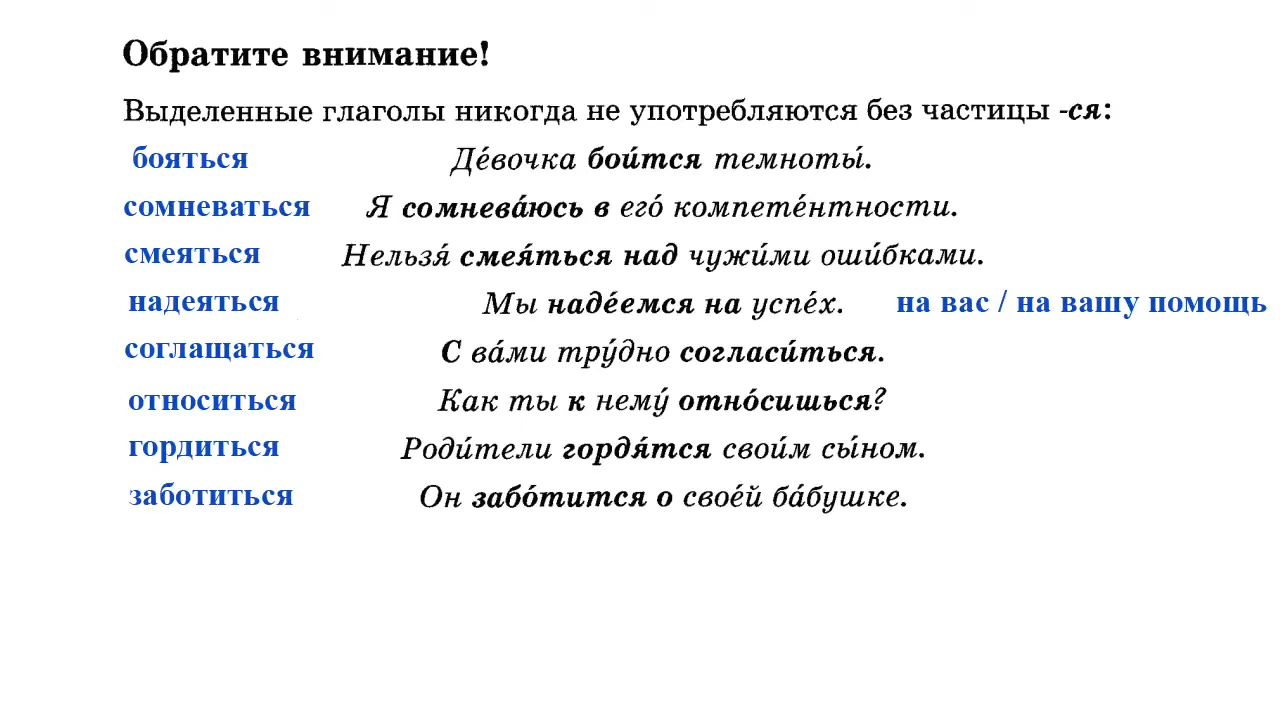 Обратите внимание!
Выделенные глаголы никогда не употребляются без частицы -ся:
бояться Де́вочка бои́тся темноты́.
сомневаться Я сомнева́юсь в его́ компете́нтности.
смеяться Нельзя́ смея́ться над чужи́ми оши́бками.
надеяться Мы наде́емся на успе́х. на вас / на вашу помощь
соглащаться С ва́ми тру́дно согласи́ться.
относиться Как ты к нему́ отно́сишься?
гордиться Роди́тели гордя́тся свои́м сы́ном.
заботиться Он забо́тится о свое́й ба́бушке.